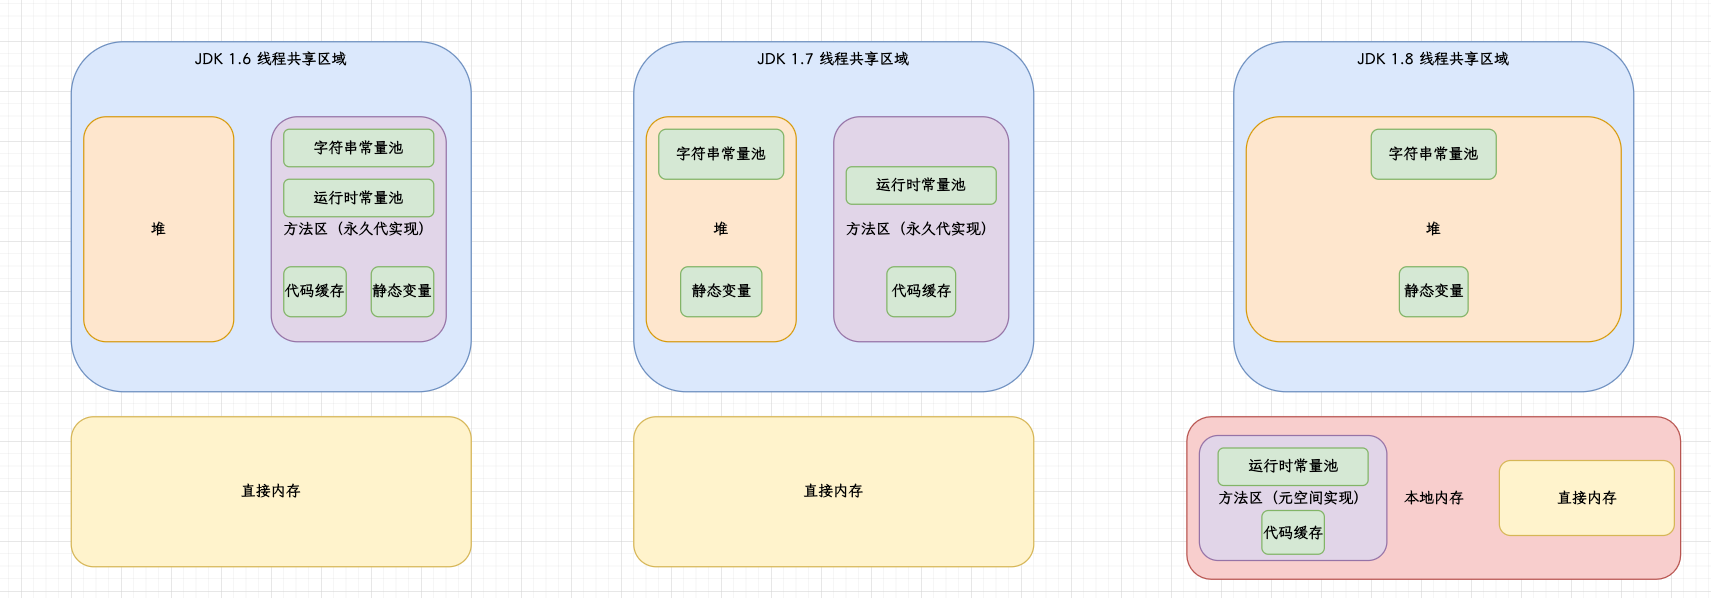 JDK 1.6 线程共享区域
堆
字符串常量池
运行时常量池
方法区（永久代实现）
代码缓存
静态变量
直接内存
JDK 1.7 线程共享区域
字符串常量池
堆
静态变量
运行时常量池
方法区（永久代实现）
代码缓存
直接内存
JDK 1.8 线程共享区域
字符串常量池
堆
静态变量
运行时常量池
方法区（元空间实现）
代码缓存
本地内存
直接内存